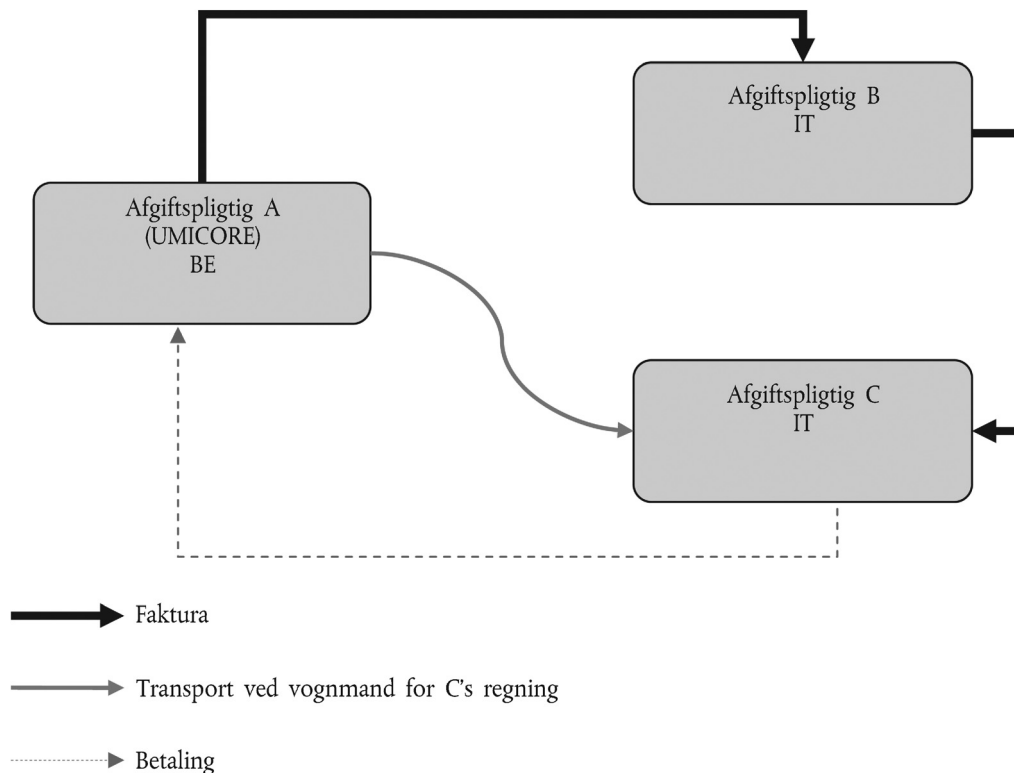 Afgiftspligtig B
IT
Afgiftspligtig A
(UMICORE)
BE
Afgiftspligtig C
IT
Faktura
Transport ved vognmand for C's regning
Betaling